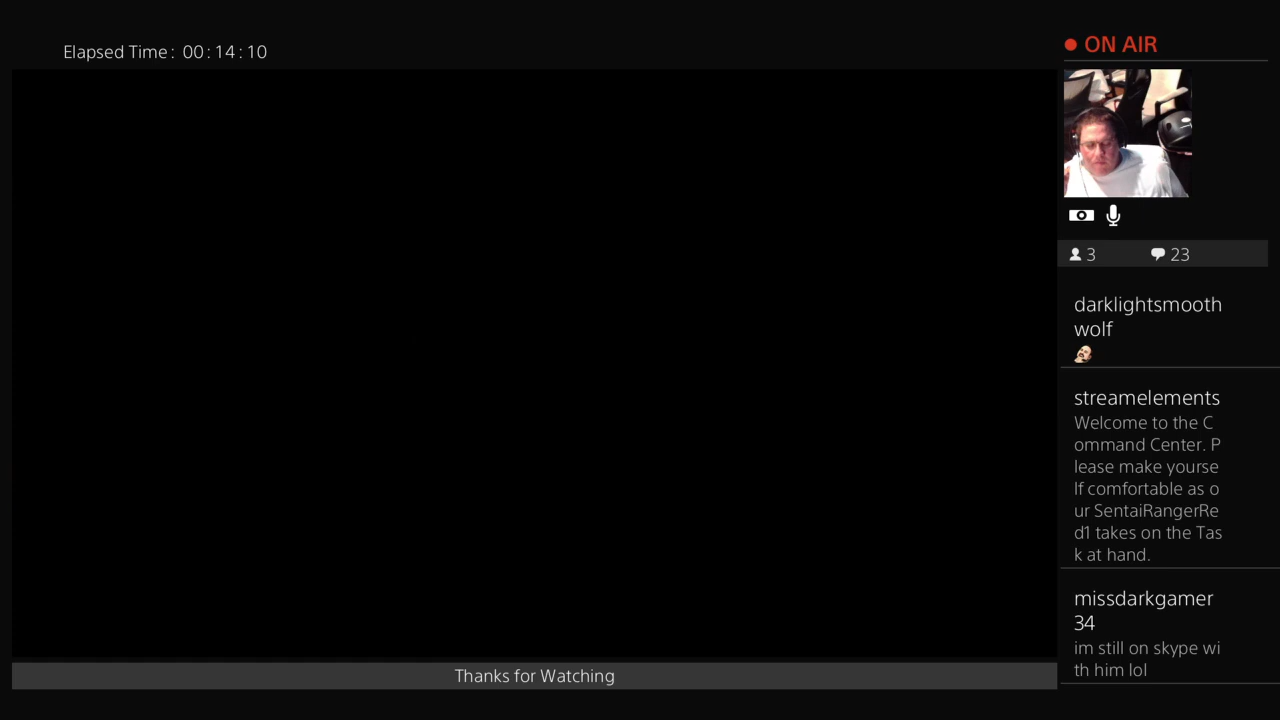 Elapsed Time: 00:14:10
ON AIR
3 23
darklightsmooth
wolf
streamelements
Welcome to the C
ommand Center. P
lease make yourse
lf comfortable as o
ur SentaiRangerRe
d1 takes on the Tas
k at hand.
missdarkgamer
34
im still on skype wi
th him lol
Thanks for Watching